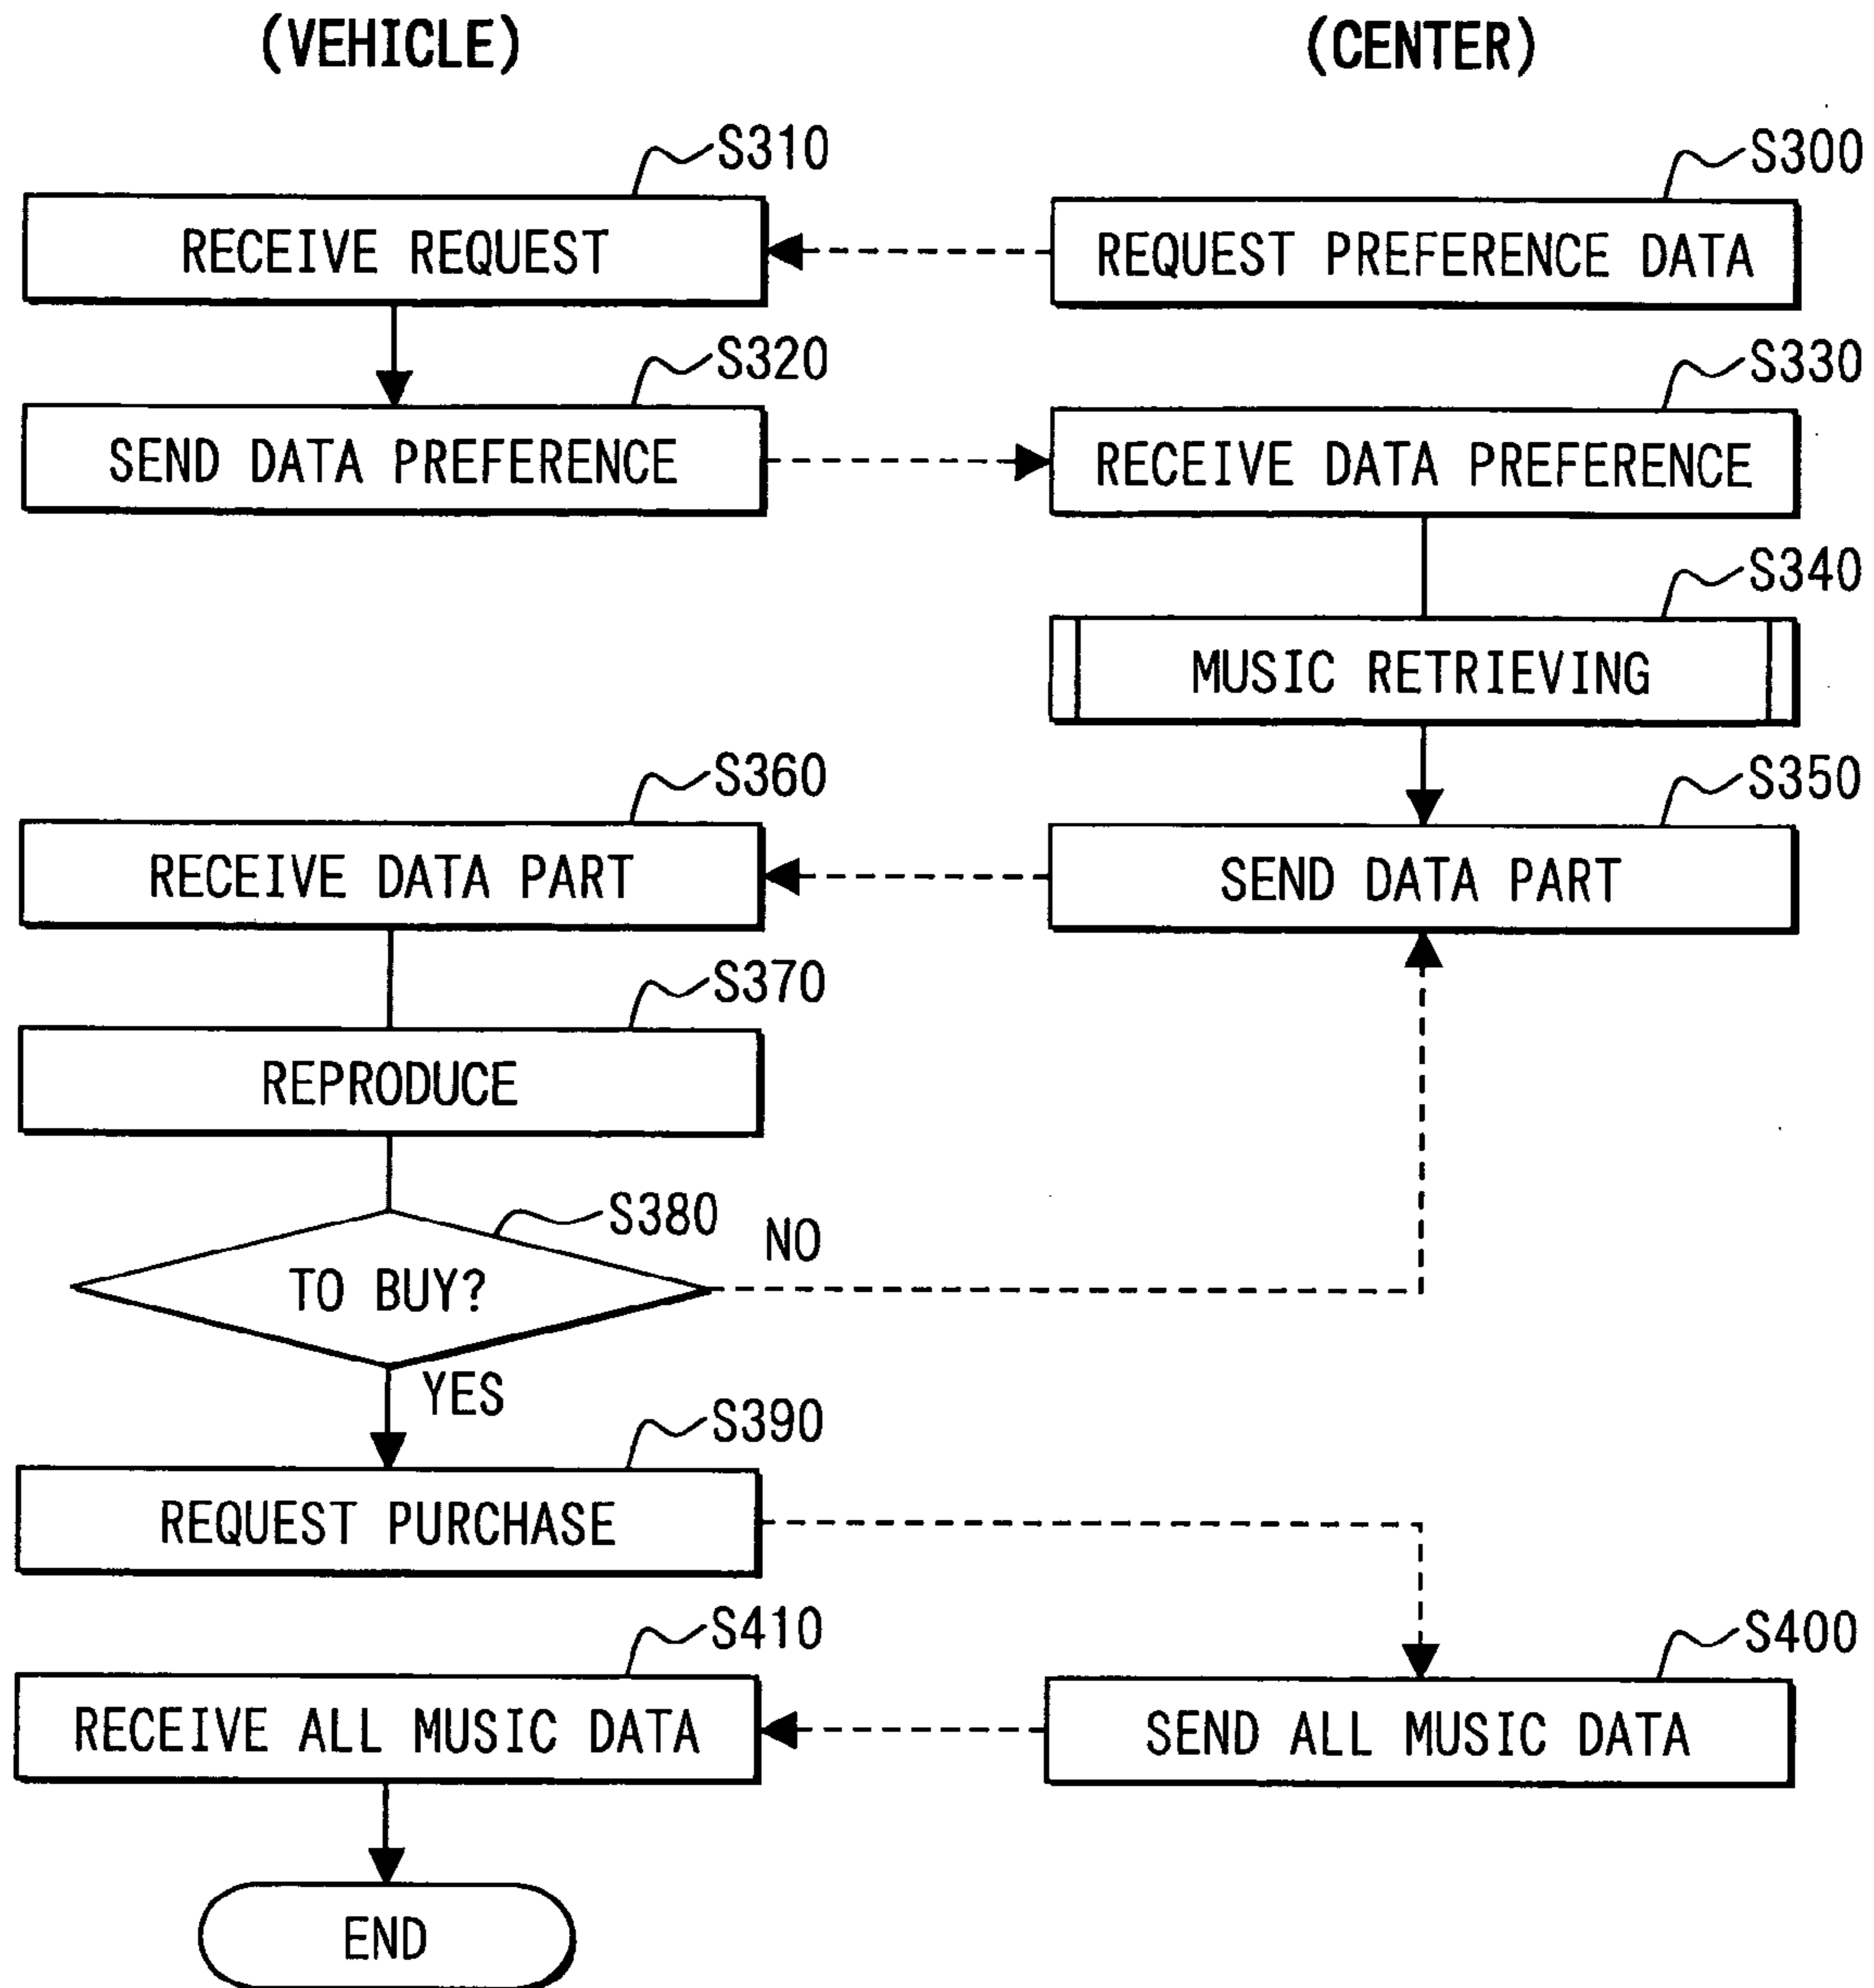 (VEHICLE)
(CENTER)
S310
S300
RECEIVE REQUEST
REQUEST PREFERENCE DATA
S320
S330
SEND DATA PREFERENCE
RECEIVE DATA PREFERENCE
S340
MUSIC RETRIEVING
S360
S350
RECEIVE DATA PART
SEND DATA PART
S370
REPRODUCE
S380
NO
TO BUY?
YES
S390
REQUEST PURCHASE
S410
S400
RECEIVE ALL MUSIC DATA
SEND ALL MUSIC DATA
END